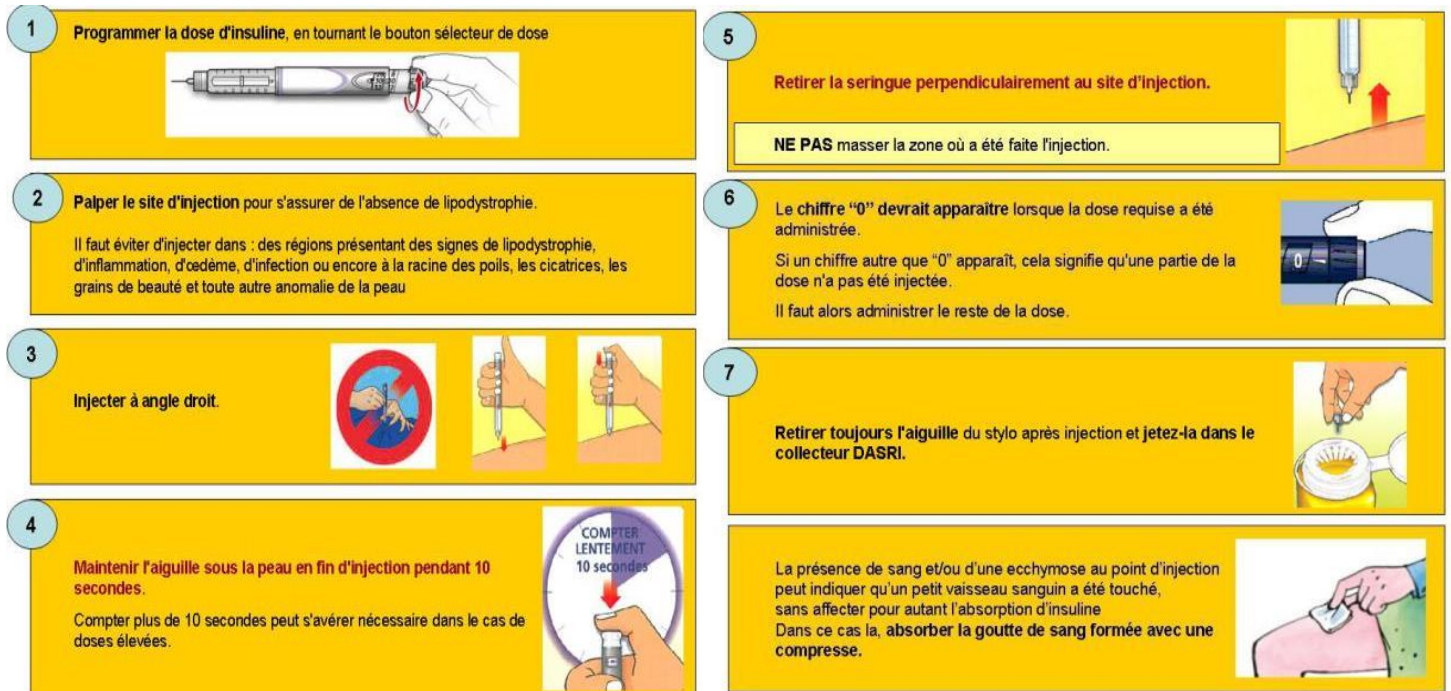 1
Programmer la dose d'insuline, en tournant le bouton sélecteur de dose
2
Palper le site d'injection pour s'assurer de l'absence de lipodystrophie.
Il faut éviter d'injecter dans : des régions présentant des signes de lipodystrophie,
d'inflammation, d'œdème, d'infection ou encore à la racine des poils, les cicatrices, les
grains de beauté et toute autre anomalie de la peau
3
Injecter à angle droit.
4
Maintenir l'aiguille sous la peau en fin d'injection pendant 10
secondes.
Compter plus de 10 secondes peut s'avérer nécessaire dans le cas de
doses élevées.
COMPTER
LENTEMENT
10 secondes
5
Retirer la seringue perpendiculairement au site d'injection.
NE PAS masser la zone où a été faite l'injection.
6
Le chiffre “0” devrait apparaître lorsque la dose requise a été
administrée.
Si un chiffre autre que “0” apparaît, cela signifie qu'une partie de la
dose n'a pas été injectée.
Il faut alors administrer le reste de la dose.
0
7
Retirer toujours l'aiguille du stylo après injection et jetez-la dans le
collecteur DASRI.
La présence de sang et/ou d'une ecchymose au point d'injection
peut indiquer qu'un petit vaisseau sanguin a été touché,
sans affecter pour autant l'absorption d'insuline
Dans ce cas la, absorber la goutte de sang formée avec une
compresse.